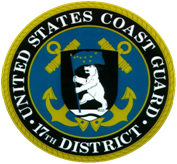 UNITED STATES COAST GUARD
· 17TH DISTRICT ·